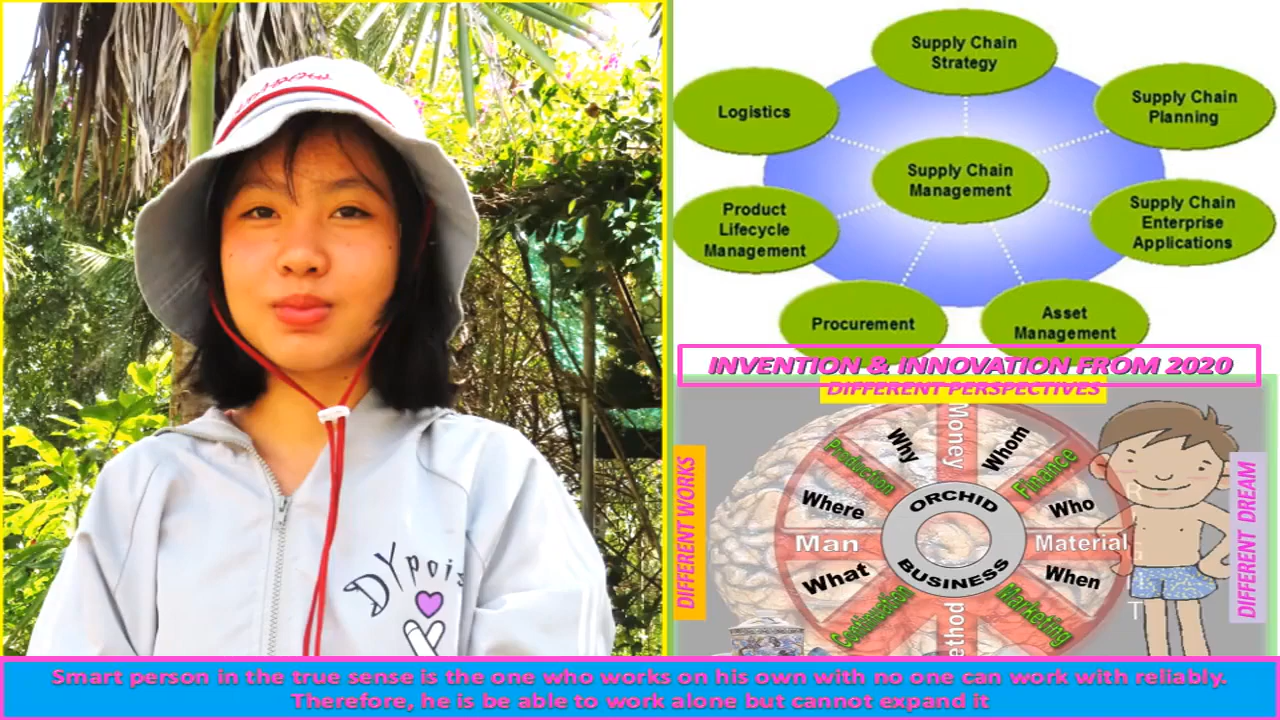 Supply Chain
Strategy
Logistics
Supply Chain
Planning
Supply Chain
Management
Product
Lifecycle
Management
Supply Chain
Enterprise
Applications
Procurement
Asset
Management
INVENTION & INNOVATION FROM 2020
DIFFERENT PERSPECTIVES
DIFFERENT WORKS
DIFFERENT DREAM
Money
Why
Whom
Production
Finance
Where
ORCHID
Who
Man
Material
What
BUSINESS
When
Marketing
T
DYpois
Smart person in the true sense is the one who works on his own with no one can work with reliably.
Therefore, he is be able to work alone but cannot expand it